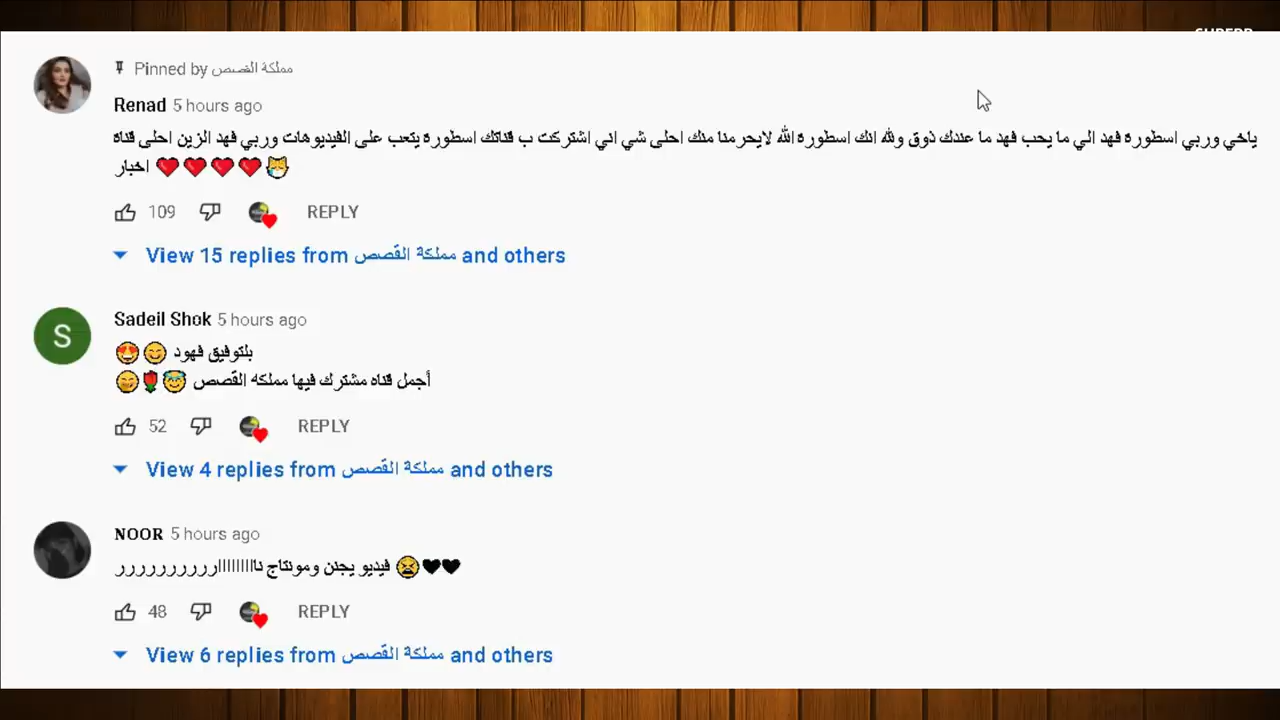 Pinned by مملكة القصص
Renad 5 hours ago
ياخي وربي اسطوره فهد الي ما يحب فهد ما عندك ذوق ولله انك اسطوره الله لايحرمنا منك احلى شي اني اشتركت ب قناتك اسطوره يتعب على الفيديوهات وربي فهد الزين احلى قناه
اخبار ❤️❤️❤️❤️😹
109 REPLY
View 15 replies from مملكة القصص and others
Sadeil Shok 5 hours ago
بلتوفيق فهود 😊😍
أجمل قناه مشترك فيها مملكه القصص 😇🌹😄
52 REPLY
View 4 replies from مملكة القصص and others
NOOR 5 hours ago
فيديو يجنن ومونتاج نااااااااررررررررر 😫🖤🖤
48 REPLY
View 6 replies from مملكة القصص and others